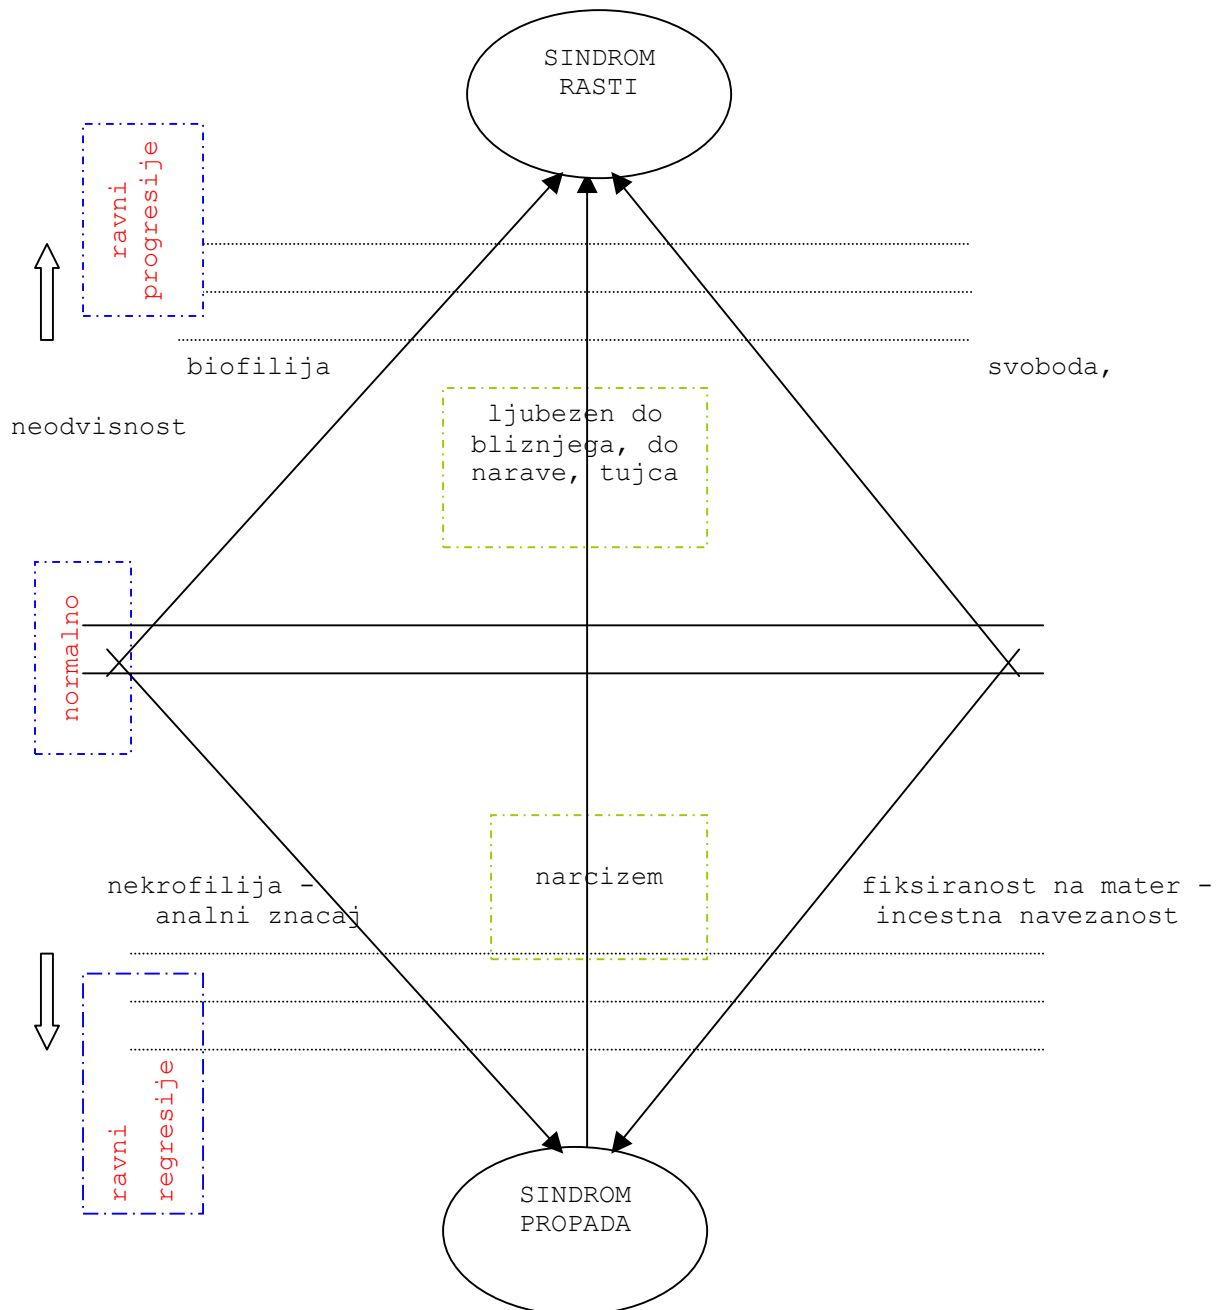 SINDROM
RASTI
ravni
progresije
biofilija
svoboda,
neodvisnost
ljubezen do
bliznjega, do
narave, tujca
normalno
narcizem
nekrofilija -
analni znacaj
fiksiranost na mater -
incestna navezanost
ravni
regresije
SINDROM
PROPADA